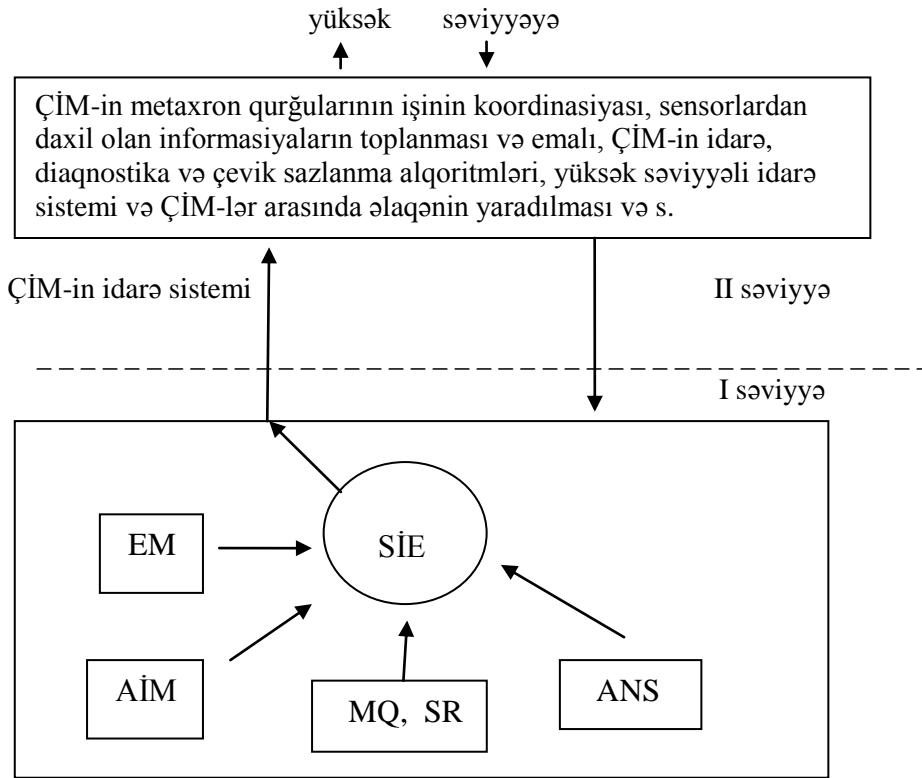 yüksək səviyyəyə
ÇİM-in metaxron qurğularının işinin koordinasiyası, sensorlardan
daxil olan informasiyaların toplanması və emalı, ÇİM-in idarə,
diaqnostika və çevik sazlanma alqoritmləri, yüksək səviyyəli idarə
sistemi və ÇİM-lər arasında əlaqənin yaradılması və s.
ÇİM-in idarə sistemi II səviyyə
I səviyyə
EM SİE
AİM MQ, SR ANS